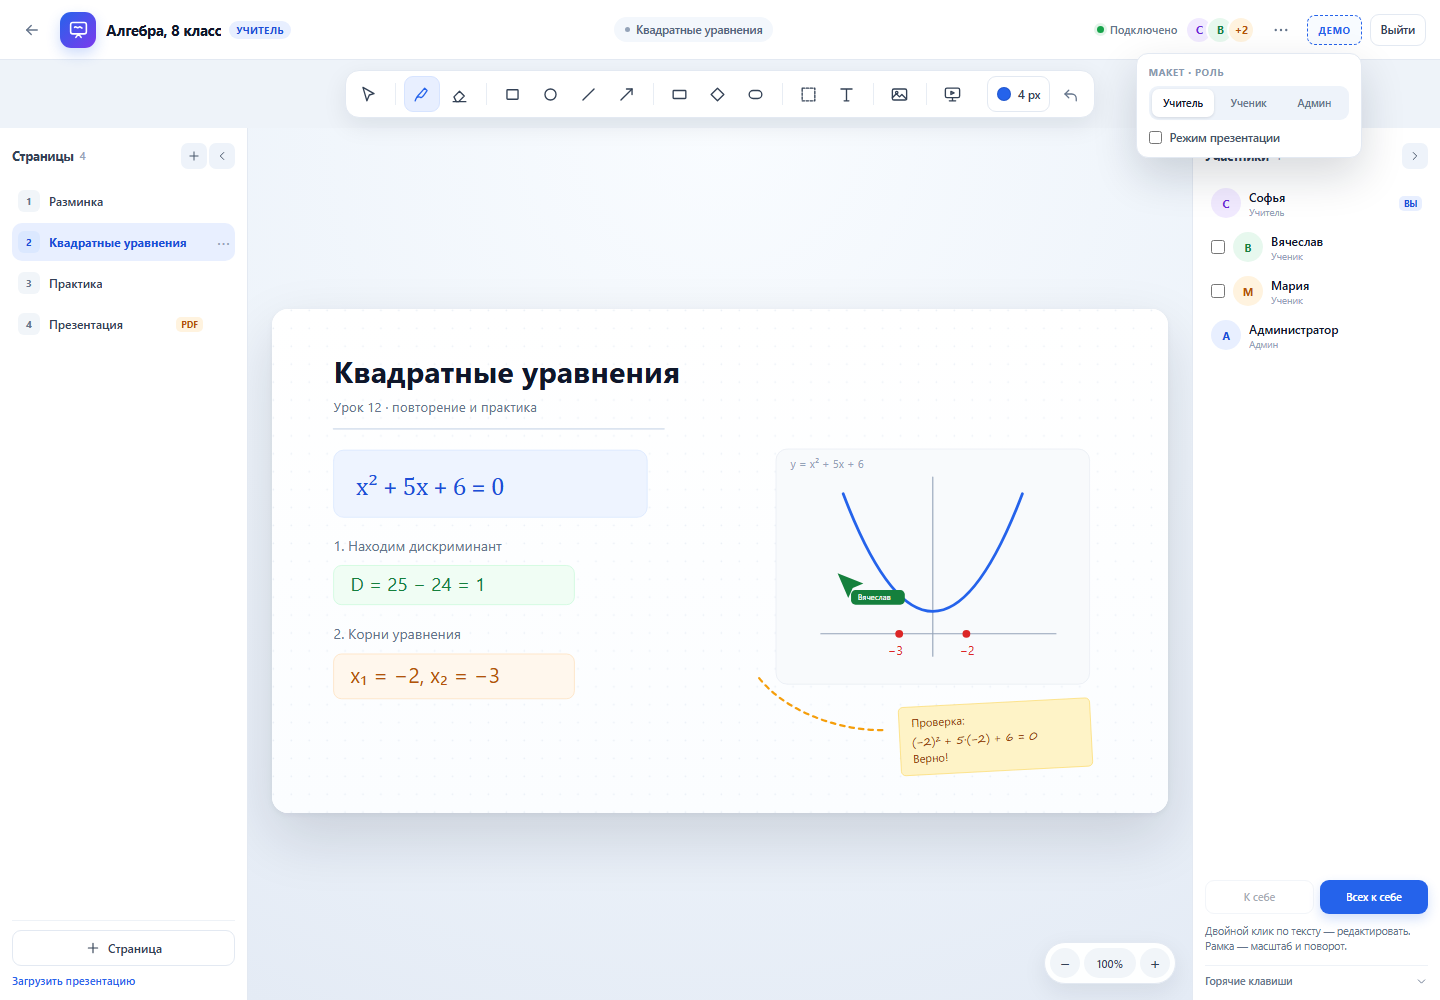 Алгебра, 8 класс
УЧИТЕЛЬ
Квадратные уравнения
Подключено
С
В
+2
ДЕМО
Выйти
МАКЕТ · РОЛЬ
Учитель
Ученик
Админ
Режим презентации
4 px
Страницы 4
1 Разминка
2 Квадратные уравнения
3 Практика
4 Презентация PDF
Страница
Загрузить презентацию
Квадратные уравнения
Урок 12 · повторение и практика
x² + 5x + 6 = 0
1. Находим дискриминант
D = 25 − 24 = 1
2. Корни уравнения
x₁ = −2, x₂ = −3
y = x² + 5x + 6
Вячеслав
−3
−2
Проверка:
(-2)² + 5·(-2) + 6 = 0
Верно!
100%
Участники
С Софья
Учитель
ВЫ
В Вячеслав
Ученик
М Мария
Ученик
А Администратор
Админ
К себе
Всех к себе
Двойной клик по тексту — редактировать.
Рамка — масштаб и поворот.
Горячие клавиши